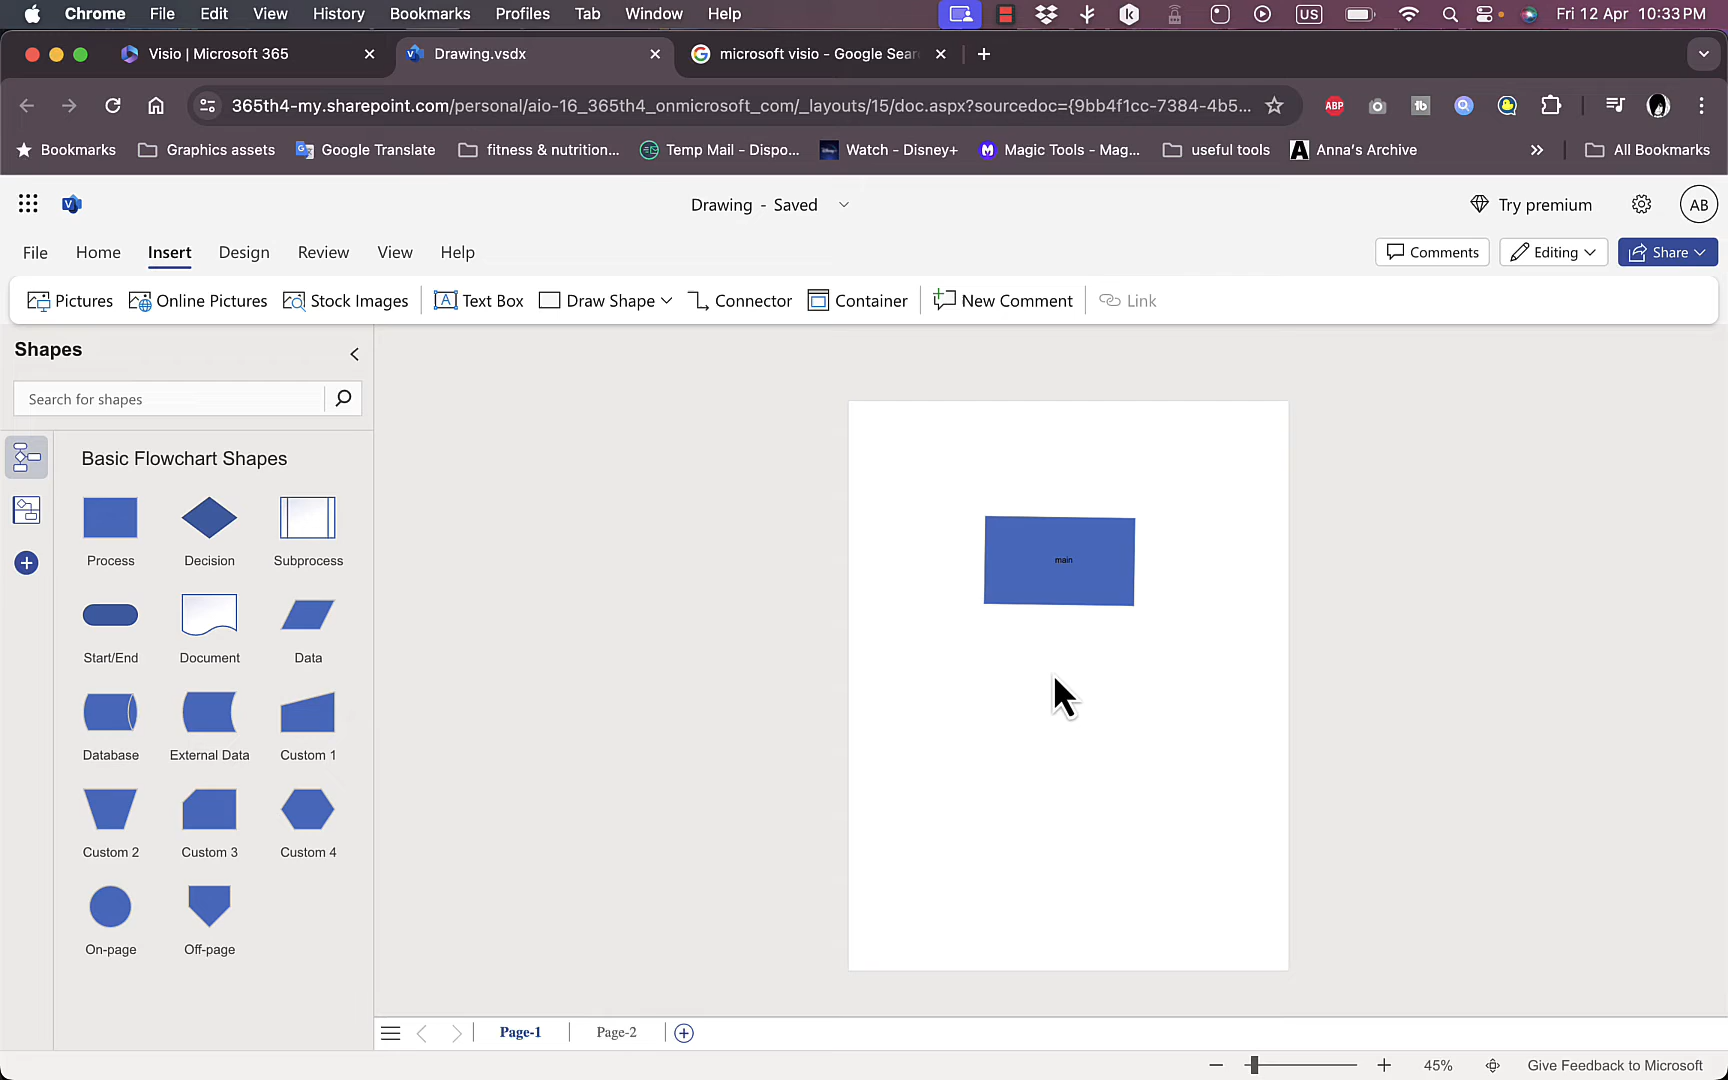 Chrome File Edit View History Bookmarks Profiles Tab Window Help US Fri 12 Apr 10:33 PM
Visio | Microsoft 365 Drawing.vsdx microsoft visio - Google Sear
365th4-my.sharepoint.com/personal/aio-16_365th4_onmicrosoft_com/_layouts/15/doc.aspx?sourcedoc={9bb4f1cc-7384-4b5... ABP tb
Bookmarks Graphics assets Google Translate fitness & nutrition... Temp Mail - Dispo... Watch - Disney+ Magic Tools - Mag... useful tools Anna's Archive All Bookmarks
Drawing - Saved Try premium AB
File Home Insert Design Review View Help Comments Editing Share
Pictures Online Pictures Stock Images Text Box Draw Shape Connector Container New Comment Link
Shapes
Search for shapes
Basic Flowchart Shapes
Process Decision Subprocess
main
Start/End Document Data
Database External Data Custom 1
Custom 2 Custom 3 Custom 4
On-page Off-page
Page-1 Page-2
45% Give Feedback to Microsoft